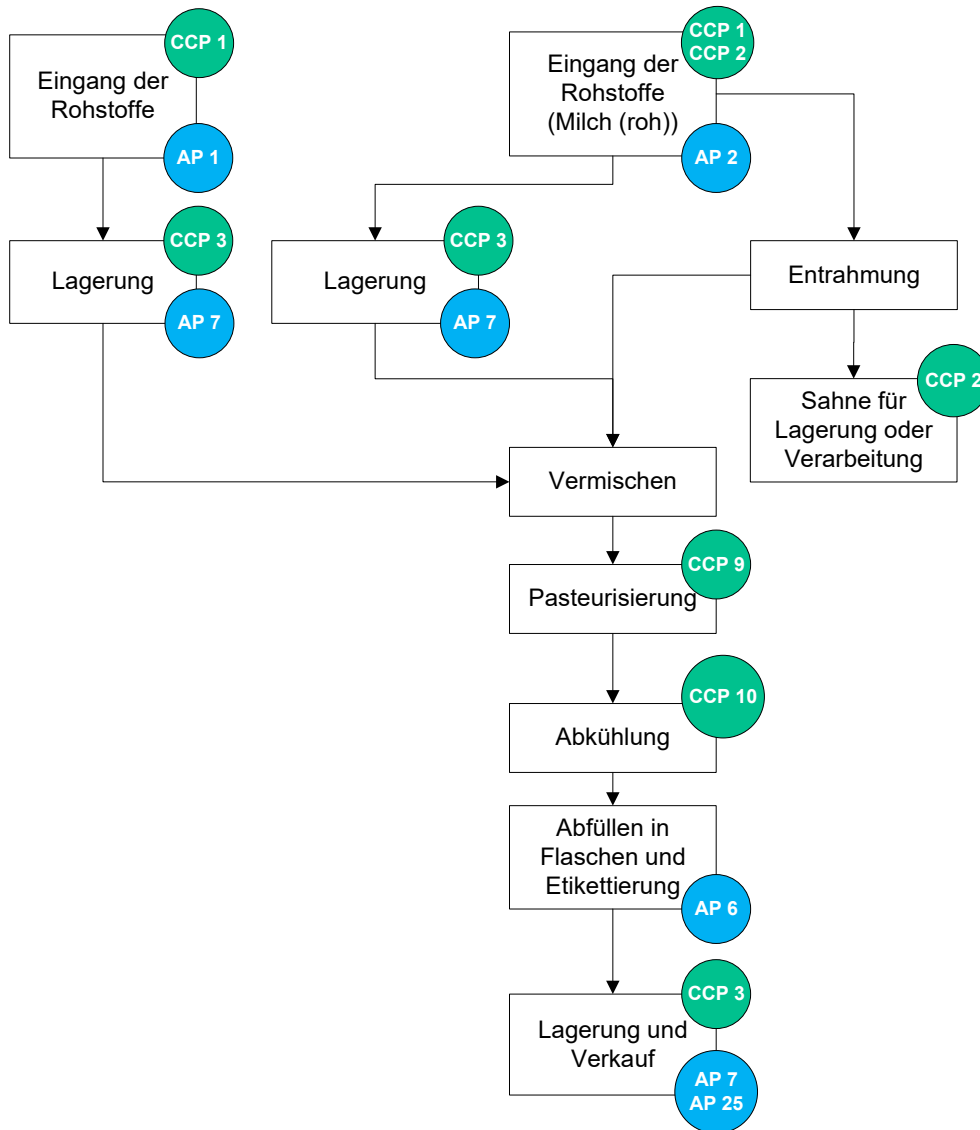 CCP 1
Eingang der
Rohstoffe
AP 1
CCP 1
CCP 2
Eingang der
Rohstoffe
(Milch (roh))
AP 2
CCP 3
Lagerung
AP 7
CCP 3
Lagerung
AP 7
Entrahmung
CCP 2
Sahne für
Lagerung oder
Verarbeitung
Vermischen
CCP 9
Pasteurisierung
CCP 10
Abkühlung
Abfüllen in
Flaschen und
Etikettierung
AP 6
CCP 3
Lagerung und
Verkauf
AP 7
AP 25